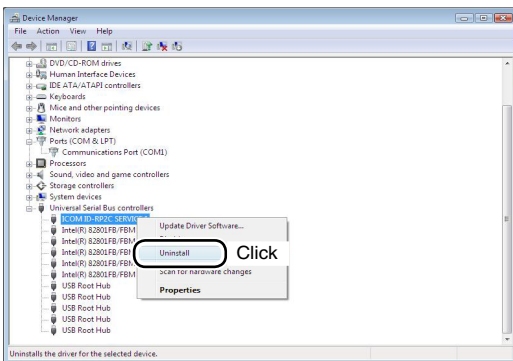 Device Manager
File Action View Help
DVD/CD-ROM drives
Human Interface Devices
IDE ATA/ATAPI controllers
Keyboards
Mice and other pointing devices
Monitors
Network adapters
Ports (COM & LPT)
Communications Port (COM1)
Processors
Sound, video and game controllers
Storage controllers
System devices
Universal Serial Bus controllers
ICOM ID-RP2C
Intel(R) 82801FB/FBM
Intel(R) 82801FB/FBM
Intel(R) 82801FB/FBM
Intel(R) 82801FB/FBM
Intel(R) 82801FB/FBM
USB Root Hub
USB Root Hub
USB Root Hub
USB Root Hub
USB Root Hub
Update Driver Software...
Uninstall
Click
Scan for hardware changes
Properties
Uninstalls the driver for the selected device.